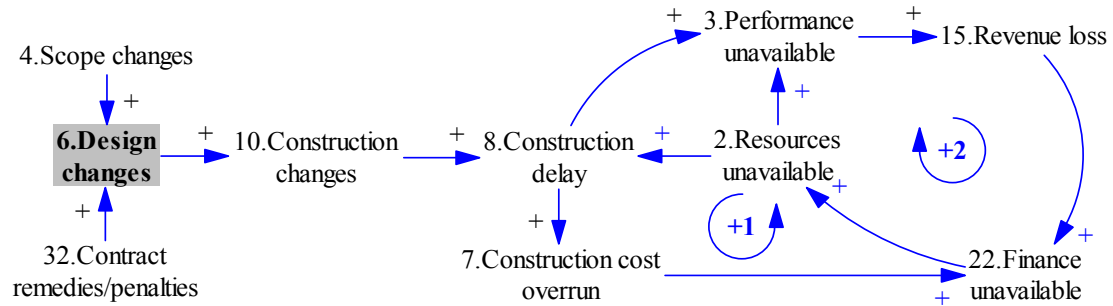 4.Scope changes
+
6.Design
changes
+
32.Contract
remedies/penalties
+
10.Construction
changes
+
8.Construction
delay
+
7.Construction cost
overrun
+
3.Performance
unavailable
+
15.Revenue loss
+
2.Resources
unavailable
+
+
+
+1
+2
+
22.Finance
unavailable
+